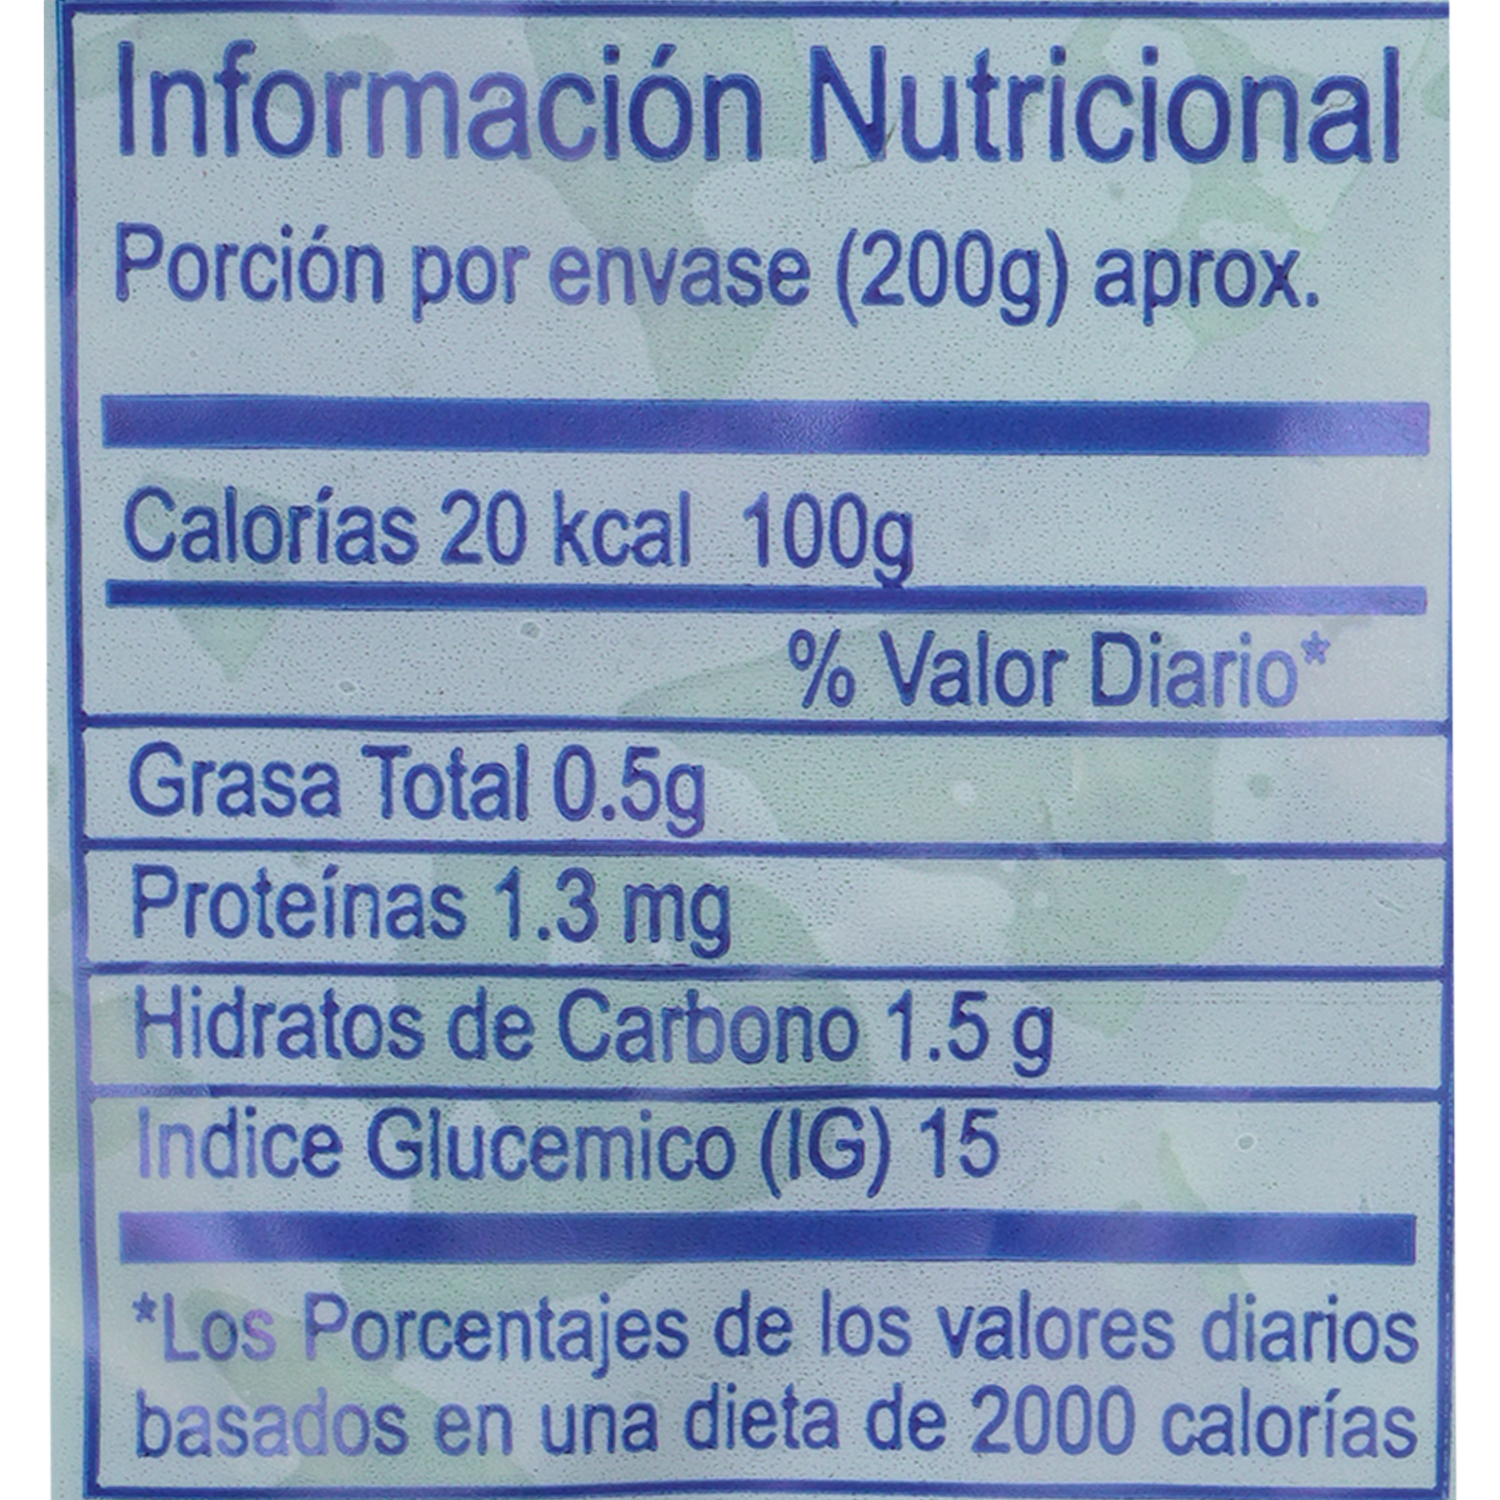 Información Nutricional
Porción por envase (200g) aprox.
Calorías 20 kcal 100g
% Valor Diario*
Grasa Total 0.5g
Proteínas 1.3 mg
Hidratos de Carbono 1.5 g
Indice Glucemico (IG) 15
*Los Porcentajes de los valores diarios
basados en una dieta de 2000 calorías